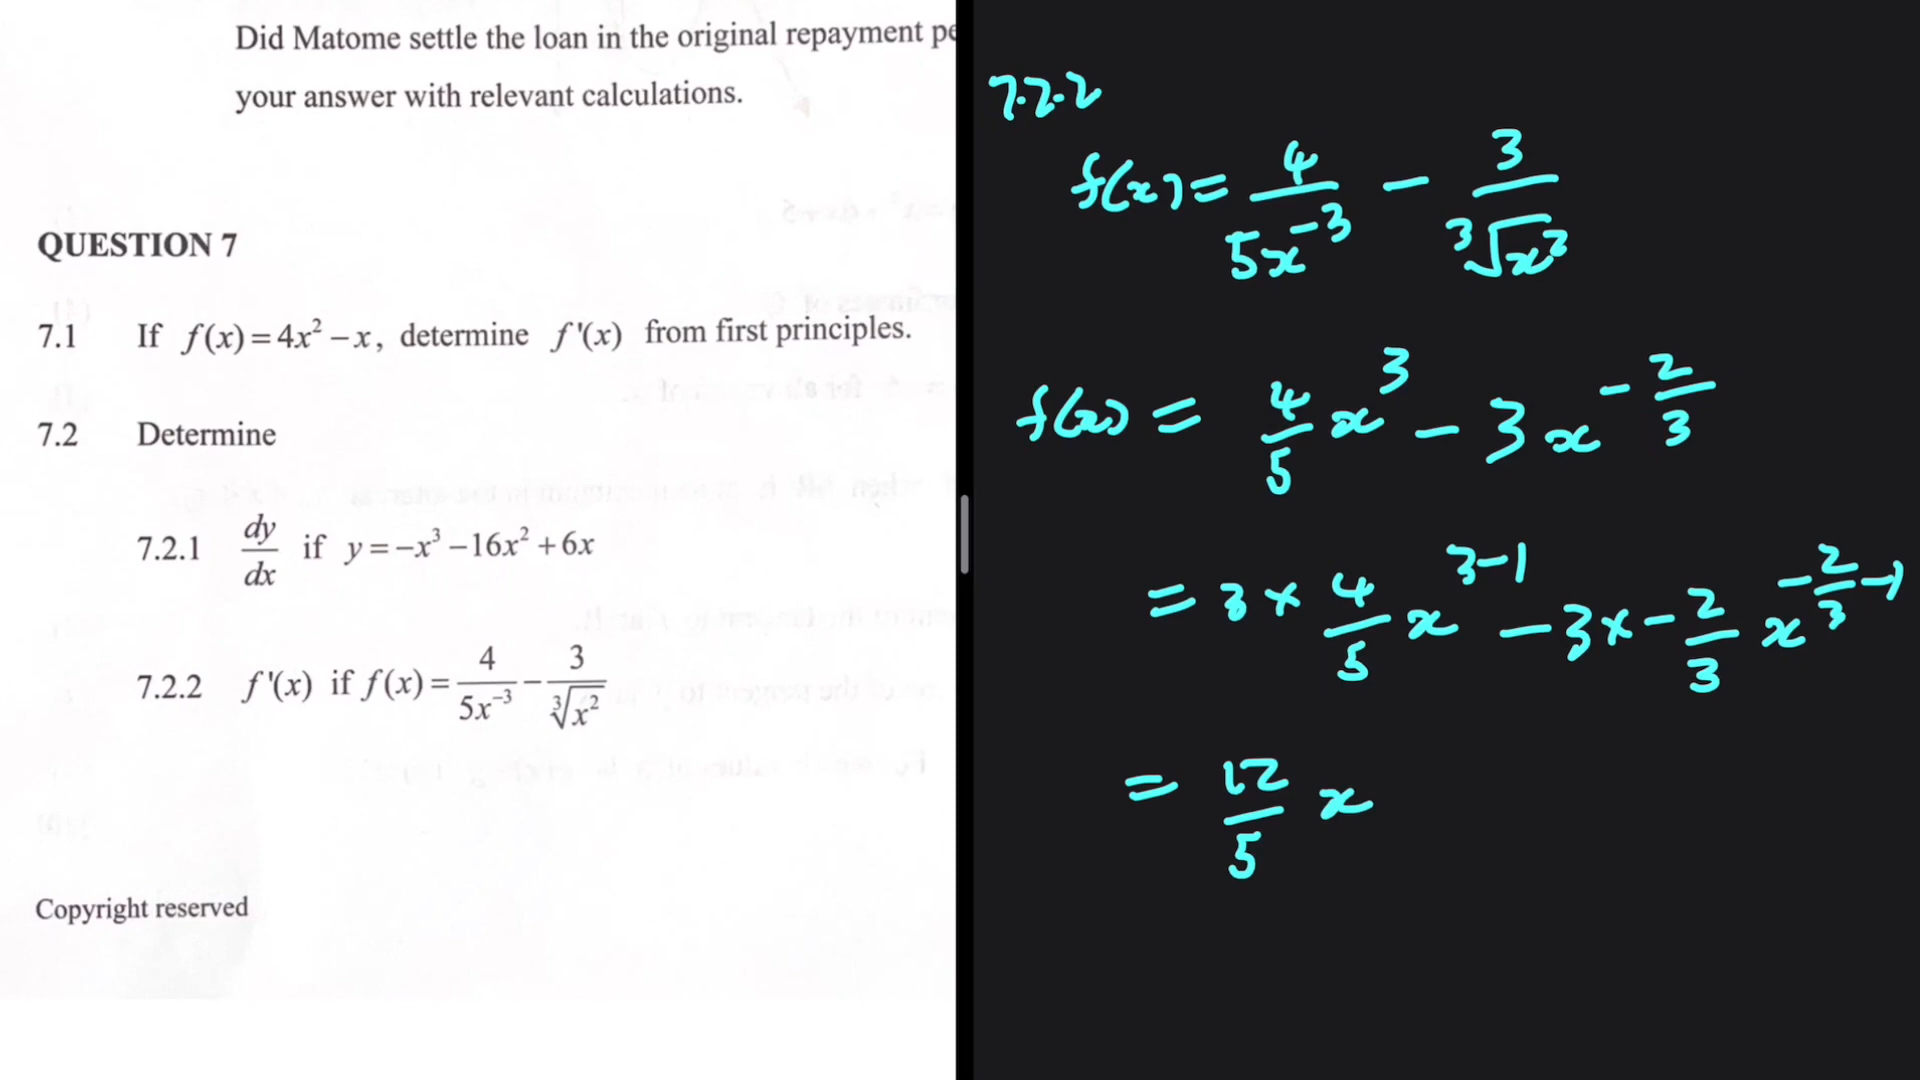 Did Matome settle the loan in the original repayment pe
your answer with relevant calculations.
QUESTION 7
7.1 If f(x)=4x²−x, determine f'(x) from first principles.
7.2 Determine
7.2.1 dy/dx if y=−x³−16x²+6x
7.2.2 f'(x) if f(x)=4/(5x⁻³)−3/∛x²
Copyright reserved
7.2.2
f(x) = 4/(5x⁻³) − 3/∛x²
f(x) = 4/5 x³ − 3x^(−2/3)
= 3 × 4/5 x^(3−1) − 3 × −2/3 x^(−2/3−1)
= 12/5 x